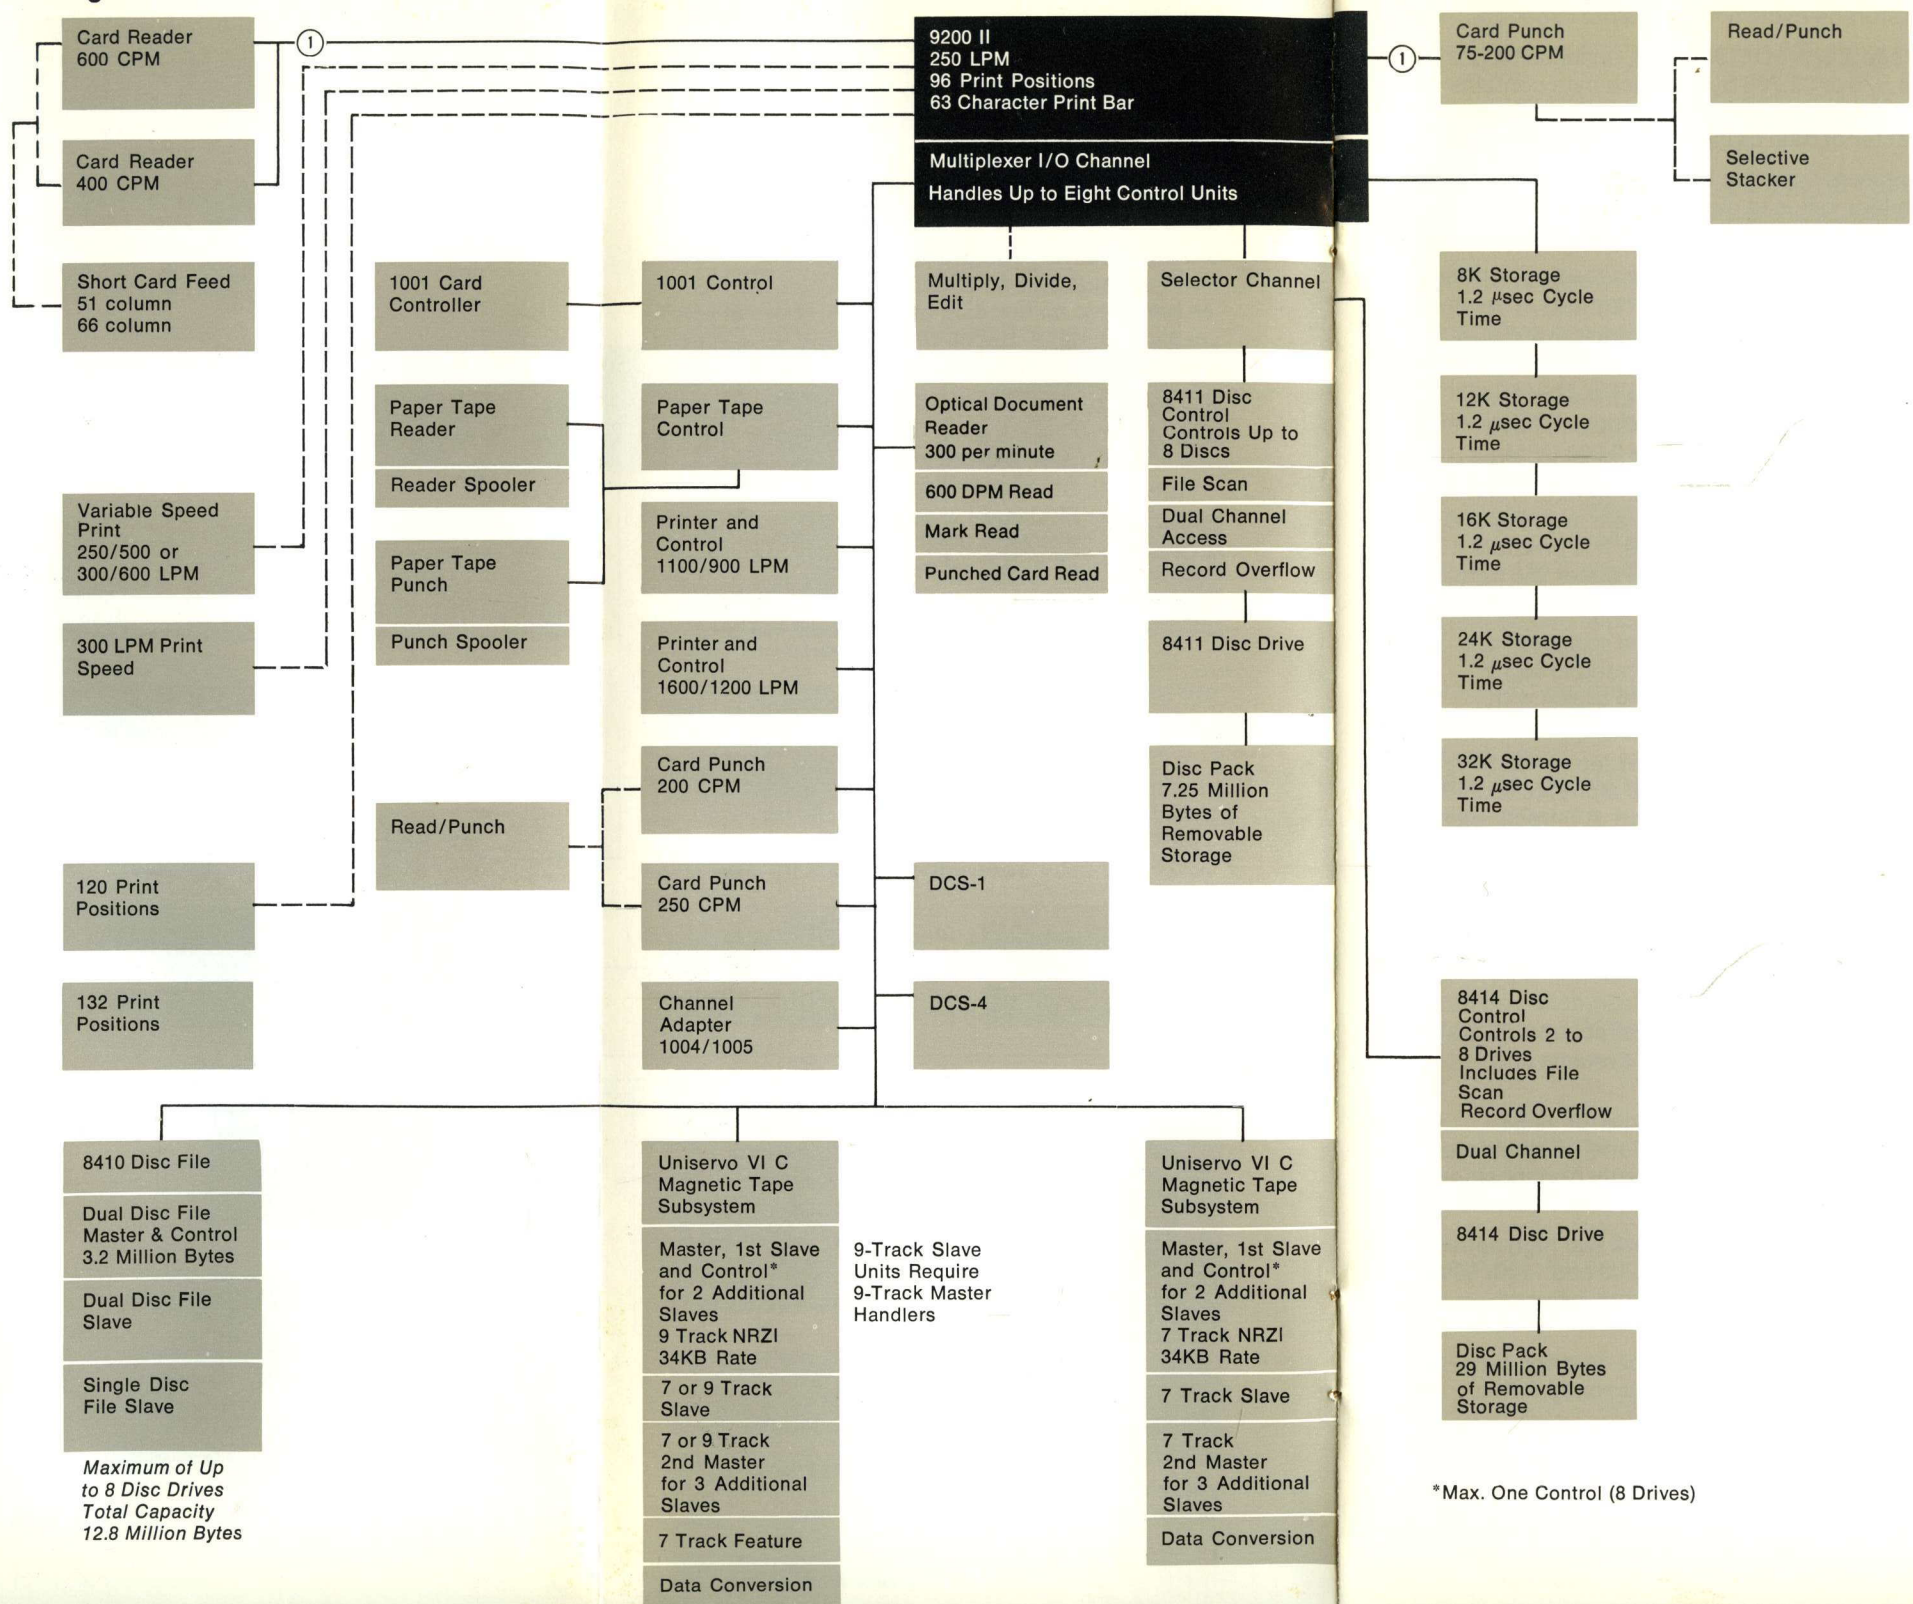 Card Reader
600 CPM
1
9200 II
250 LPM
96 Print Positions
63 Character Print Bar
Multiplexer I/O Channel
Handles Up to Eight Control Units
1
Card Punch
75-200 CPM
Read/Punch
Selective
Stacker
Card Reader
400 CPM
Short Card Feed
51 column
66 column
1001 Card
Controller
1001 Control
Multiply, Divide,
Edit
Selector Channel
8K Storage
1.2 μsec Cycle
Time
Paper Tape
Reader
Reader Spooler
Paper Tape
Control
Optical Document
Reader
300 per minute
600 DPM Read
Mark Read
Punched Card Read
8411 Disc
Control
Controls Up to
8 Discs
File Scan
Dual Channel
Access
Record Overflow
12K Storage
1.2 μsec Cycle
Time
Variable Speed
Print
250/500 or
300/600 LPM
Paper Tape
Punch
Punch Spooler
Printer and
Control
1100/900 LPM
16K Storage
1.2 μsec Cycle
Time
300 LPM Print
Speed
Printer and
Control
1600/1200 LPM
8411 Disc Drive
24K Storage
1.2 μsec Cycle
Time
Read/Punch
Card Punch
200 CPM
Disc Pack
7.25 Million
Bytes of
Removable
Storage
32K Storage
1.2 μsec Cycle
Time
120 Print
Positions
Card Punch
250 CPM
DCS-1
132 Print
Positions
Channel
Adapter
1004/1005
DCS-4
8414 Disc
Control
Controls 2 to
8 Drives
Includes File
Scan
Record Overflow
Dual Channel
8414 Disc Drive
Disc Pack
29 Million Bytes
of Removable
Storage
8410 Disc File
Dual Disc File
Master & Control
3.2 Million Bytes
Dual Disc File
Slave
Single Disc
File Slave
Maximum of Up
to 8 Disc Drives
Total Capacity
12.8 Million Bytes
Uniservo VI C
Magnetic Tape
Subsystem
Master, 1st Slave
and Control*
for 2 Additional
Slaves
9 Track NRZI
34KB Rate
7 or 9 Track
Slave
7 or 9 Track
2nd Master
for 3 Additional
Slaves
7 Track Feature
Data Conversion
9-Track Slave
Units Require
9-Track Master
Handlers
Uniservo VI C
Magnetic Tape
Subsystem
Master, 1st Slave
and Control*
for 2 Additional
Slaves
7 Track NRZI
34KB Rate
7 Track Slave
7 Track
2nd Master
for 3 Additional
Slaves
Data Conversion
*Max. One Control (8 Drives)